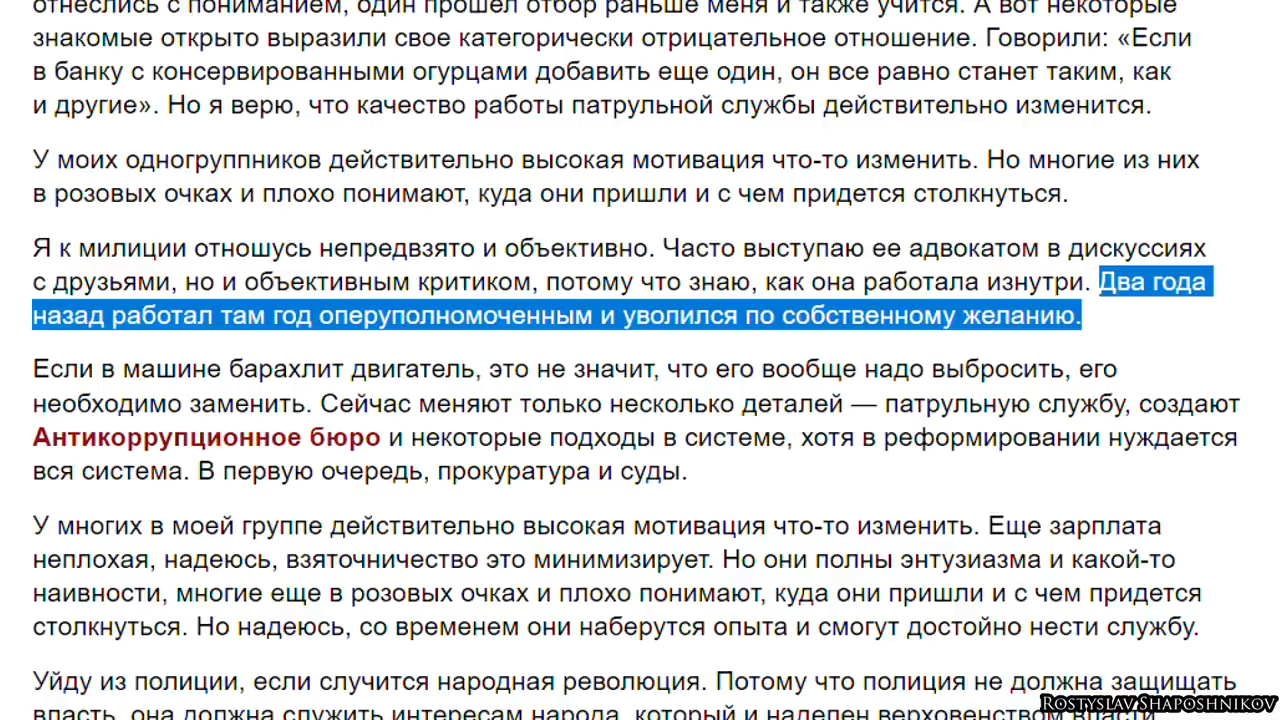 отнеслись с пониманием, один прошел отбор раньше меня и также учится. А вот некоторые
знакомые открыто выразили свое категорически отрицательное отношение. Говорили: «Если
в банку с консервированными огурцами добавить еще один, он все равно станет таким, как
и другие». Но я верю, что качество работы патрульной службы действительно изменится.
У моих одногруппников действительно высокая мотивация что-то изменить. Но многие из них
в розовых очках и плохо понимают, куда они пришли и с чем придется столкнуться.
Я к милиции отношусь непредвзято и объективно. Часто выступаю ее адвокатом в дискуссиях
с друзьями, но и объективным критиком, потому что знаю, как она работала изнутри. Два года
назад работал там год оперуполномоченным и уволился по собственному желанию.
Если в машине барахлит двигатель, это не значит, что его вообще надо выбросить, его
необходимо заменить. Сейчас меняют только несколько деталей — патрульную службу, создают
Антикоррупционное бюро и некоторые подходы в системе, хотя в реформировании нуждается
вся система. В первую очередь, прокуратура и суды.
У многих в моей группе действительно высокая мотивация что-то изменить. Еще зарплата
неплохая, надеюсь, взяточничество это минимизирует. Но они полны энтузиазма и какой-то
наивности, многие еще в розовых очках и плохо понимают, куда они пришли и с чем придется
столкнуться. Но надеюсь, со временем они наберутся опыта и смогут достойно нести службу.
Уйду из полиции, если случится народная революция. Потому что полиция не должна защищать
власть, она должна служить интересам народа, который и наделен верховенством власти.
Rostyslav Shaposhnikov